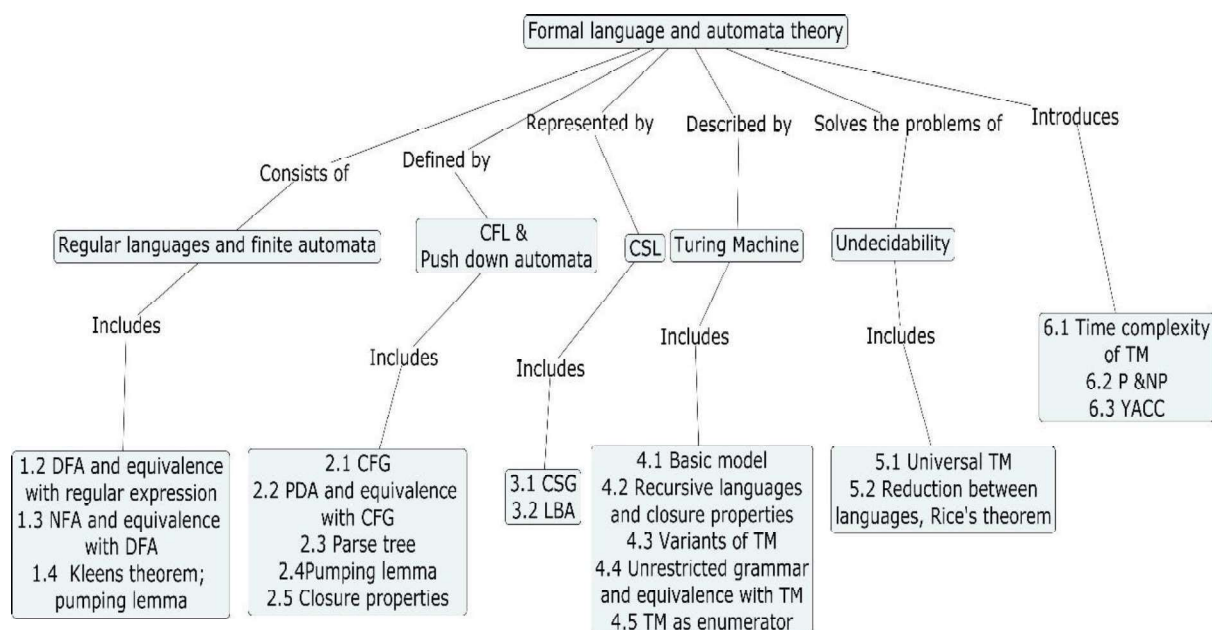 Formal language and automata theory
Represented by
Described by
Solves the problems of
Introduces
Consists of
Defined by
Regular languages and finite automata
CFL &
Push down automata
CSL
Turing Machine
Undecidability
Includes
Includes
Includes
Includes
Includes
6.1 Time complexity
of TM
6.2 P &NP
6.3 YACC
1.2 DFA and equivalence
with regular expression
1.3 NFA and equivalence
with DFA
1.4 Kleens theorem;
pumping lemma
2.1 CFG
2.2 PDA and equivalence
with CFG
2.3 Parse tree
2.4Pumping lemma
2.5 Closure properties
3.1 CSG
3.2 LBA
4.1 Basic model
4.2 Recursive languages
and closure properties
4.3 Variants of TM
4.4 Unrestricted grammar
and equivalence with TM
4.5 TM as enumerator
5.1 Universal TM
5.2 Reduction between
languages, Rice's theorem